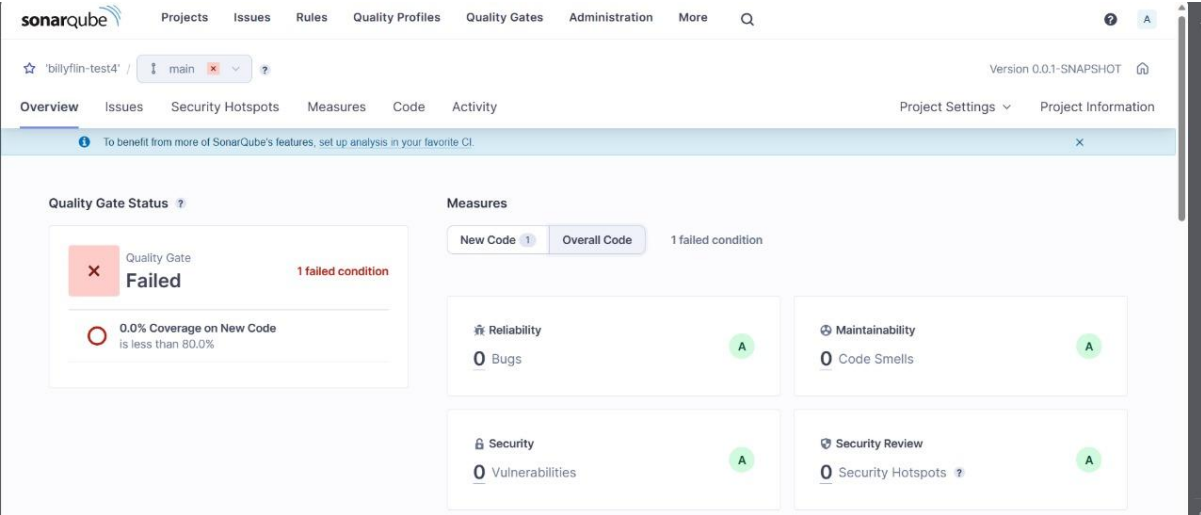 sonarqube Projects Issues Rules Quality Profiles Quality Gates Administration More ? A
'billyflin-test4' / main ? Version 0.0.1-SNAPSHOT
Overview Issues Security Hotspots Measures Code Activity Project Settings Project Information
To benefit from more of SonarQube's features, set up analysis in your favorite CI.
Quality Gate Status ?
Quality Gate
Failed
1 failed condition
0.0% Coverage on New Code
is less than 80.0%
Measures
New Code 1 Overall Code 1 failed condition
Reliability
0 Bugs
A
Maintainability
0 Code Smells
A
Security
0 Vulnerabilities
A
Security Review
0 Security Hotspots ?
A